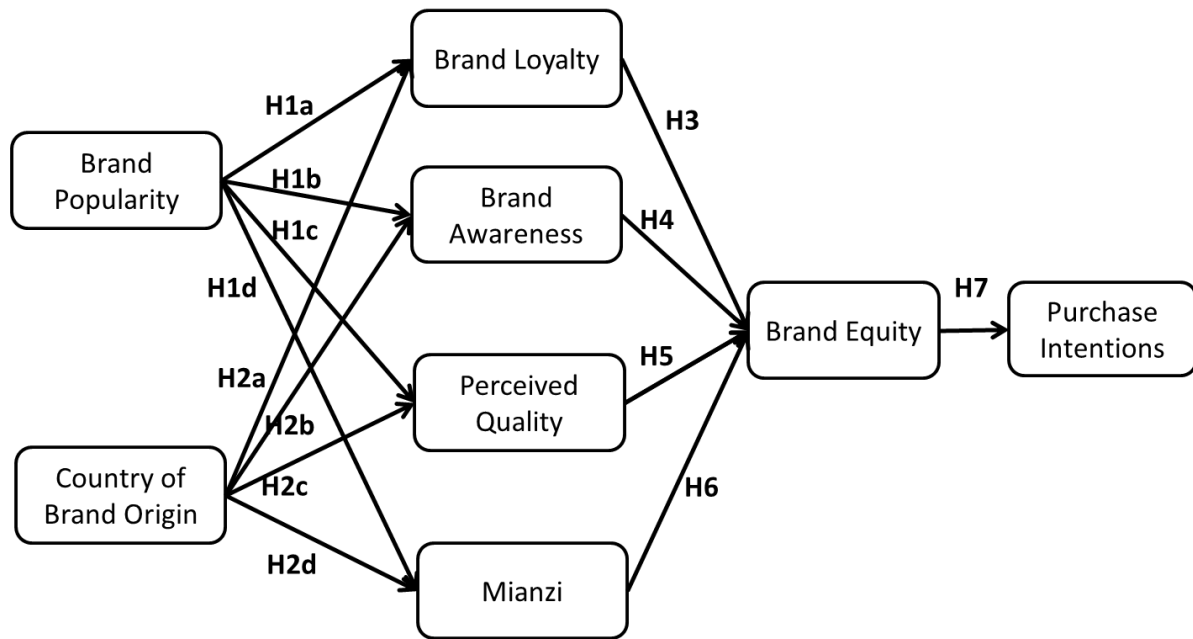 Brand Loyalty
H1a
H3
Brand
Popularity
H1b
Brand
Awareness
H4
H1c
H1d
Brand Equity
H7
Purchase
Intentions
H2a
Perceived
Quality
H5
H2b
Country of
Brand Origin
H2c
H6
H2d
Mianzi